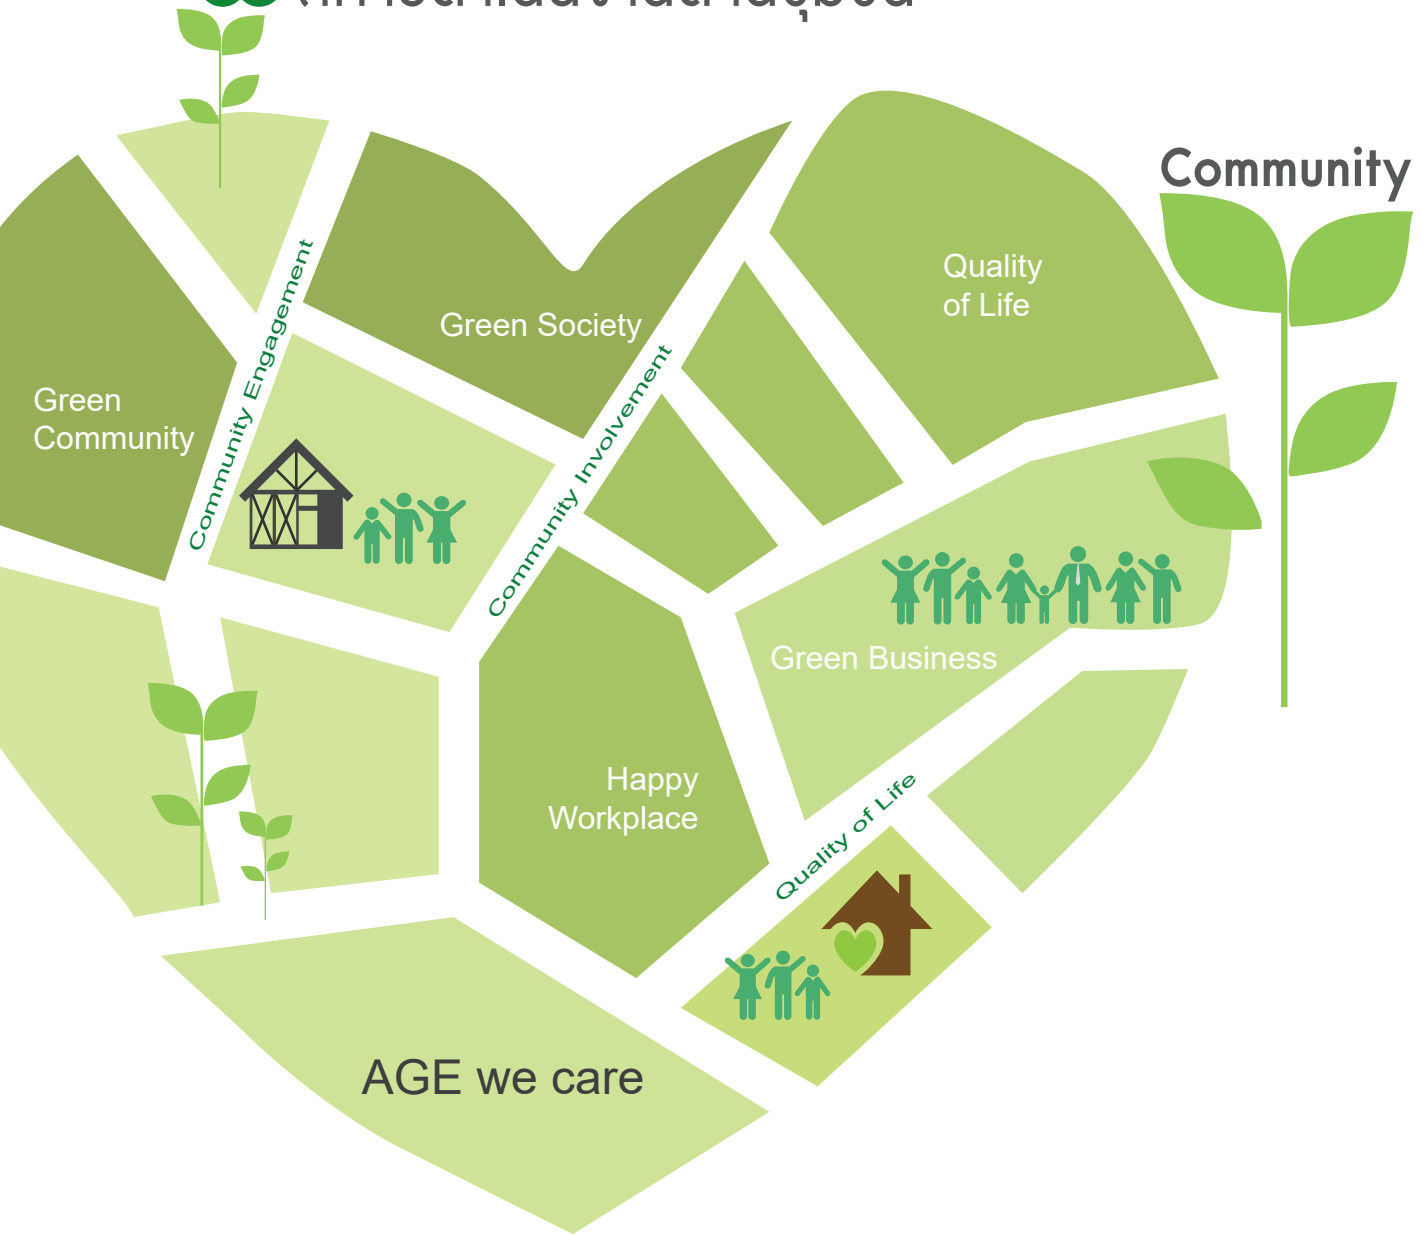 Community
Quality
of Life
Green Society
Community Engagement
Community Involvement
Green
Community
Green Business
Happy
Workplace
Quality of Life
AGE we care